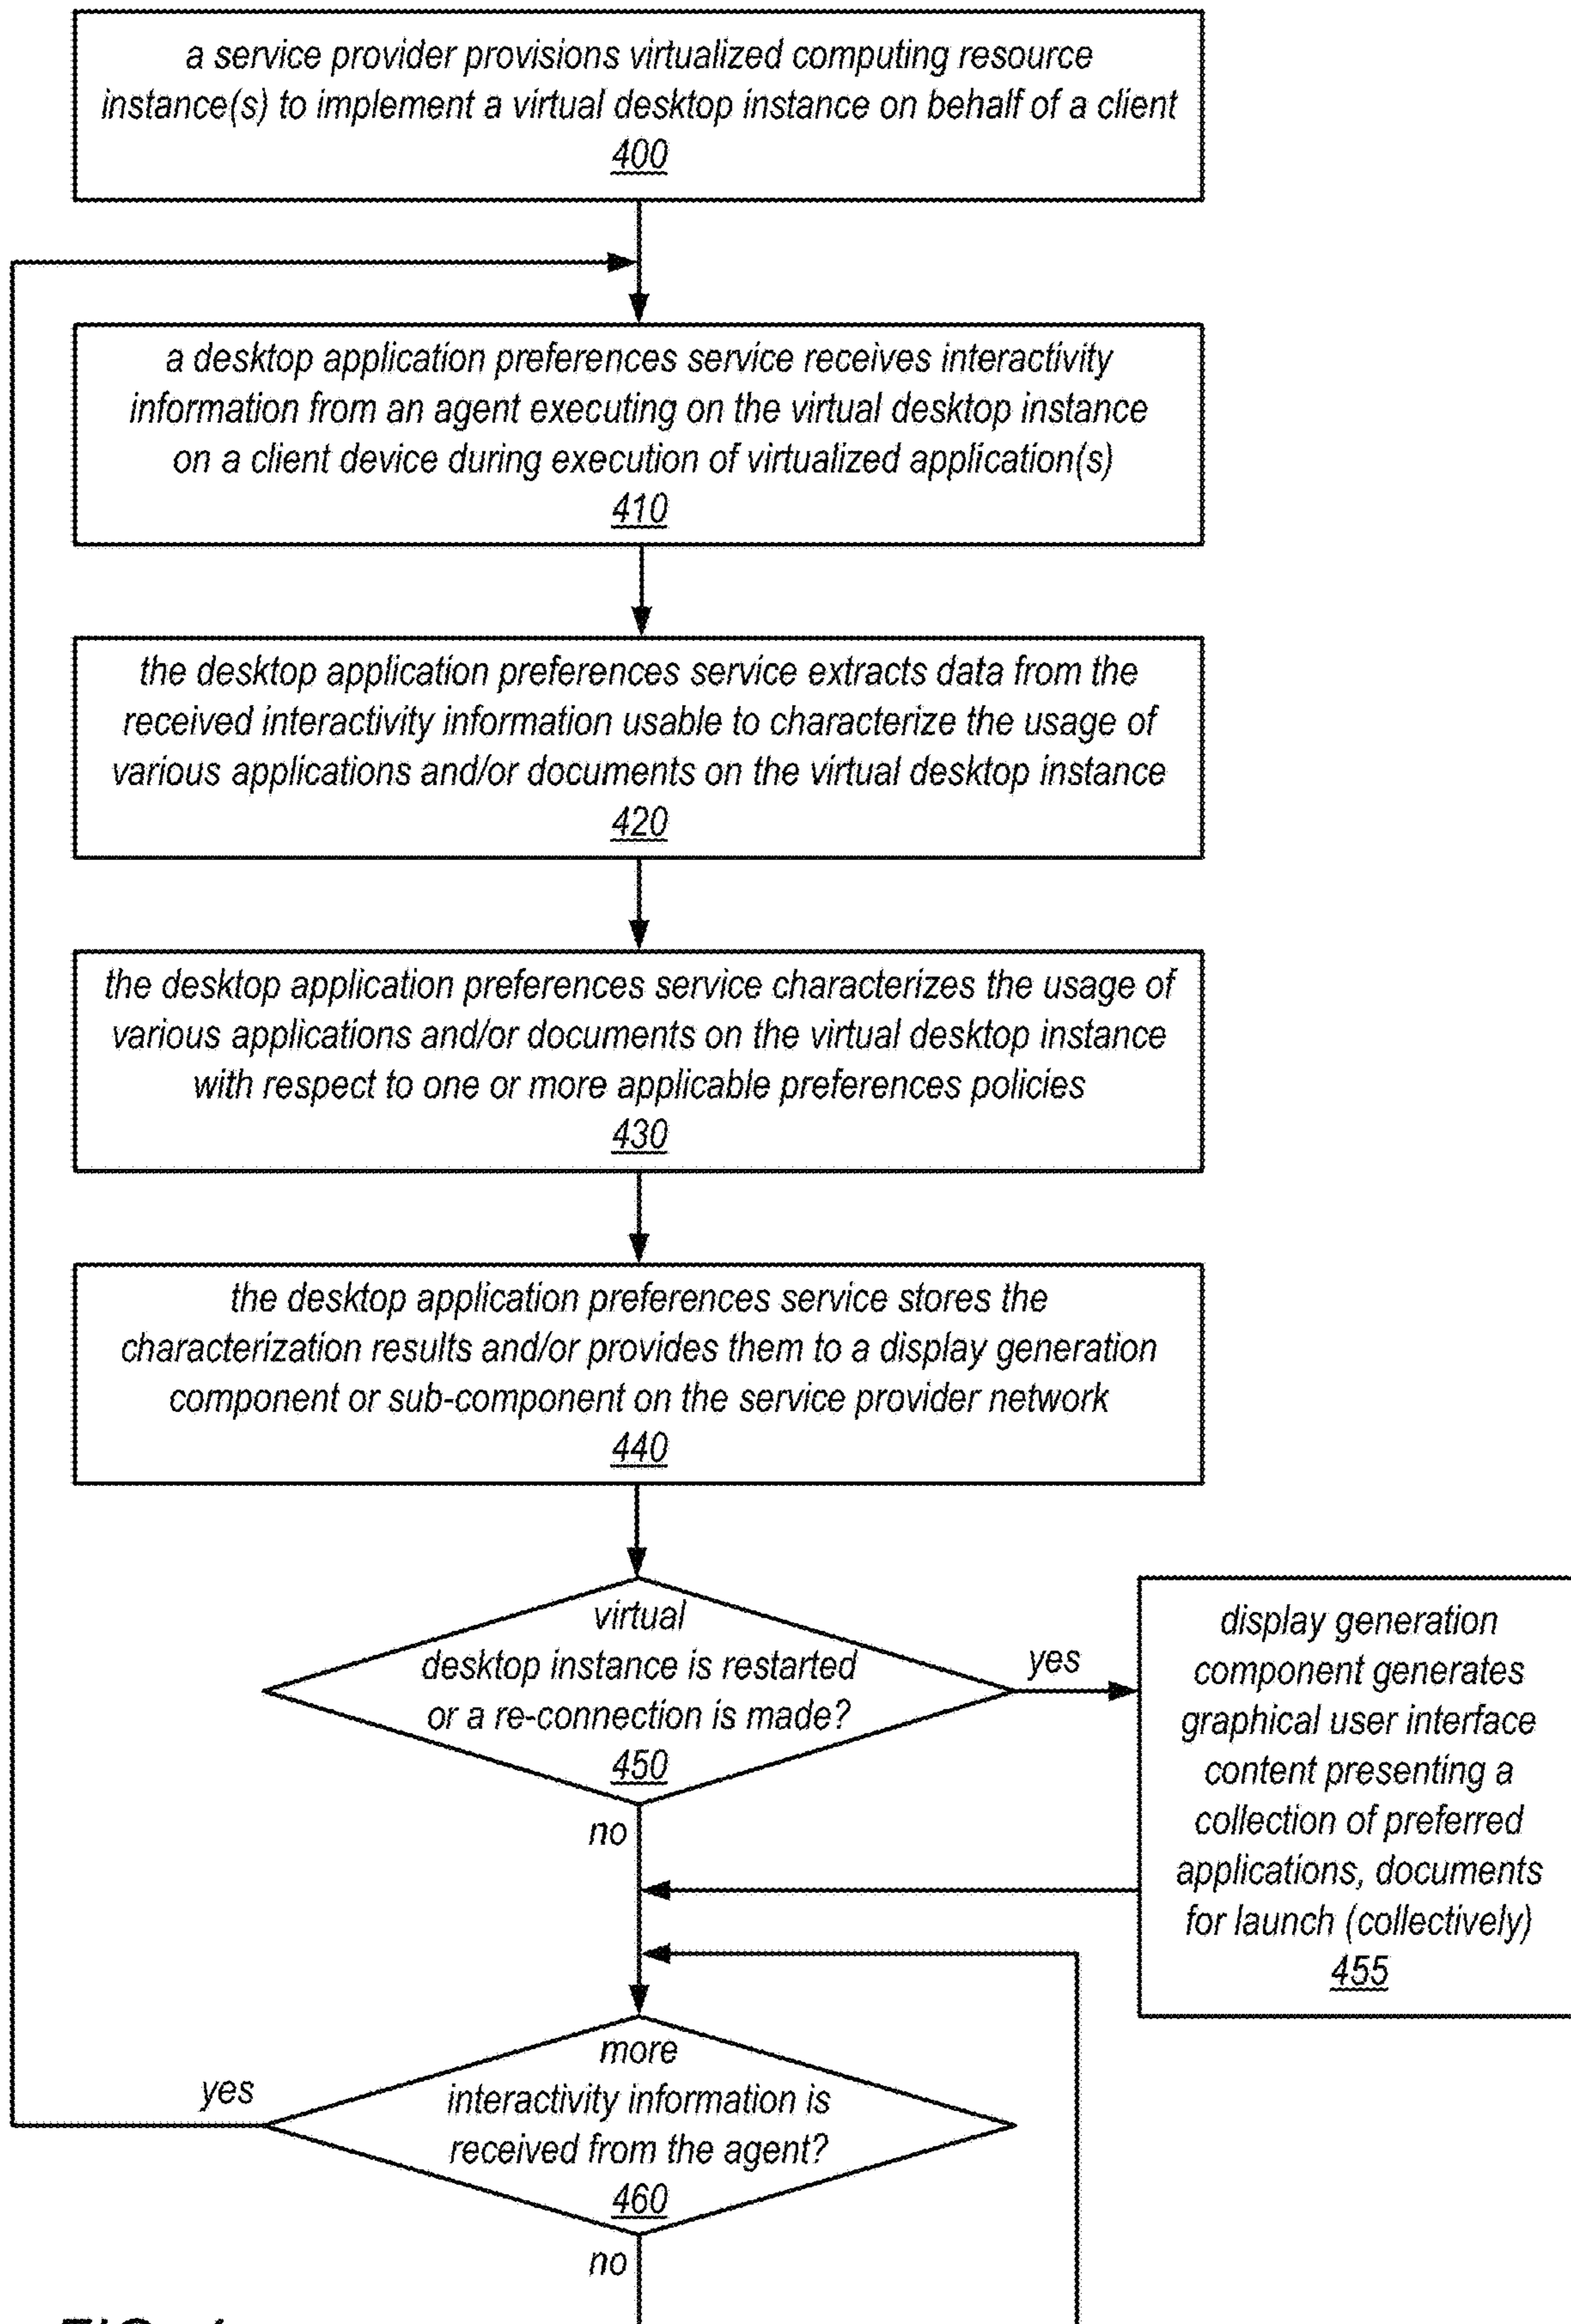 a service provider provisions virtualized computing resource
instance(s) to implement a virtual desktop instance on behalf of a client
400
a desktop application preferences service receives interactivity
information from an agent executing on the virtual desktop instance
on a client device during execution of virtualized application(s)
410
the desktop application preferences service extracts data from the
received interactivity information usable to characterize the usage of
various applications and/or documents on the virtual desktop instance
420
the desktop application preferences service characterizes the usage of
various applications and/or documents on the virtual desktop instance
with respect to one or more applicable preferences policies
430
the desktop application preferences service stores the
characterization results and/or provides them to a display generation
component or sub-component on the service provider network
440
virtual
desktop instance is restarted
or a re-connection is made?
450
yes
no
display generation
component generates
graphical user interface
content presenting a
collection of preferred
applications, documents
for launch (collectively)
455
more
interactivity information is
received from the agent?
460
yes
no